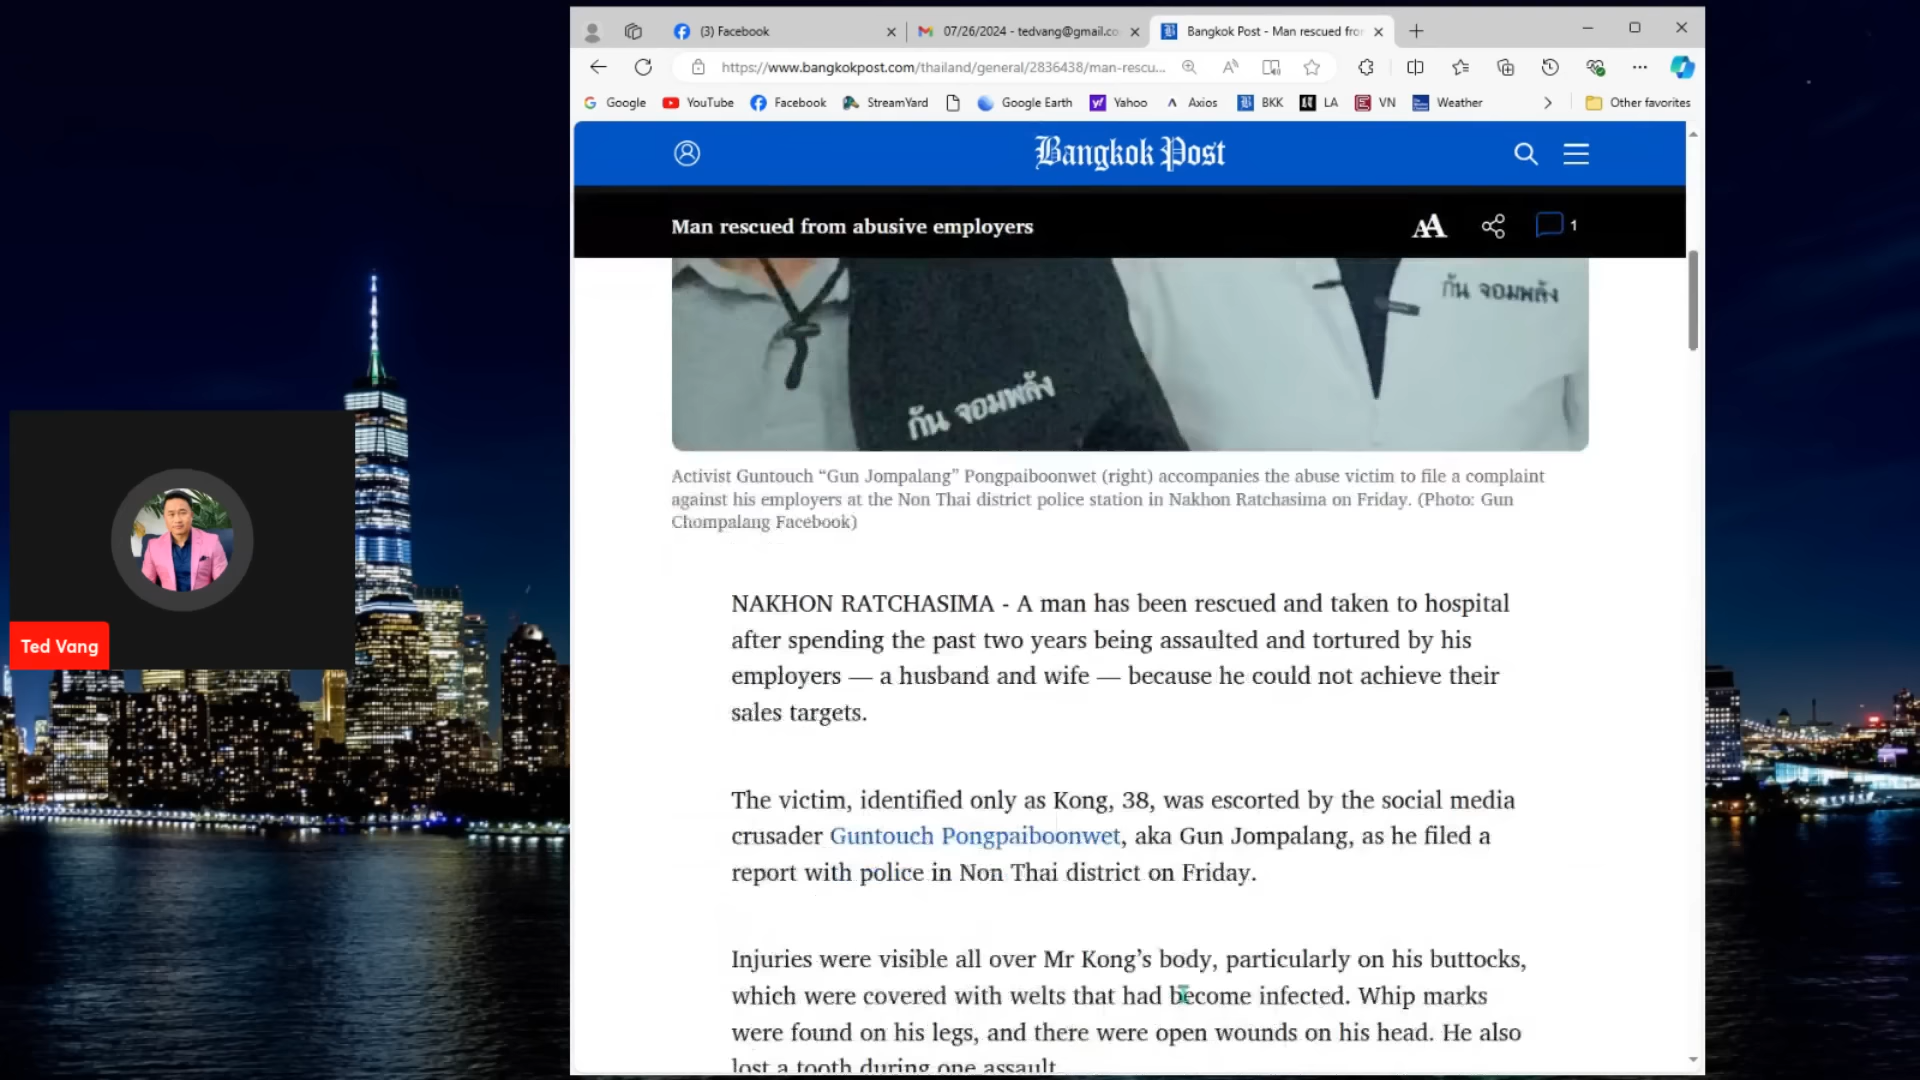 (3) Facebook
07/26/2024 - tedvang@gmail.co
Bangkok Post - Man rescued fror
https://www.bangkokpost.com/thailand/general/2836438/man-rescu...
Google
YouTube
Facebook
StreamYard
Google Earth
Yahoo
Axios
BKK
LA
VN
Weather
Other favorites
Bangkok Post
Man rescued from abusive employers
AA
1
กัน จอมพลัง
กัน จอมพลัง
Activist Guntouch “Gun Jompalang” Pongpaiboonwet (right) accompanies the abuse victim to file a complaint
against his employers at the Non Thai district police station in Nakhon Ratchasima on Friday. (Photo: Gun
Chompalang Facebook)
NAKHON RATCHASIMA - A man has been rescued and taken to hospital
after spending the past two years being assaulted and tortured by his
employers — a husband and wife — because he could not achieve their
sales targets.
The victim, identified only as Kong, 38, was escorted by the social media
crusader Guntouch Pongpaiboonwet, aka Gun Jompalang, as he filed a
report with police in Non Thai district on Friday.
Injuries were visible all over Mr Kong’s body, particularly on his buttocks,
which were covered with welts that had become infected. Whip marks
were found on his legs, and there were open wounds on his head. He also
lost a tooth during one assault.
Ted Vang